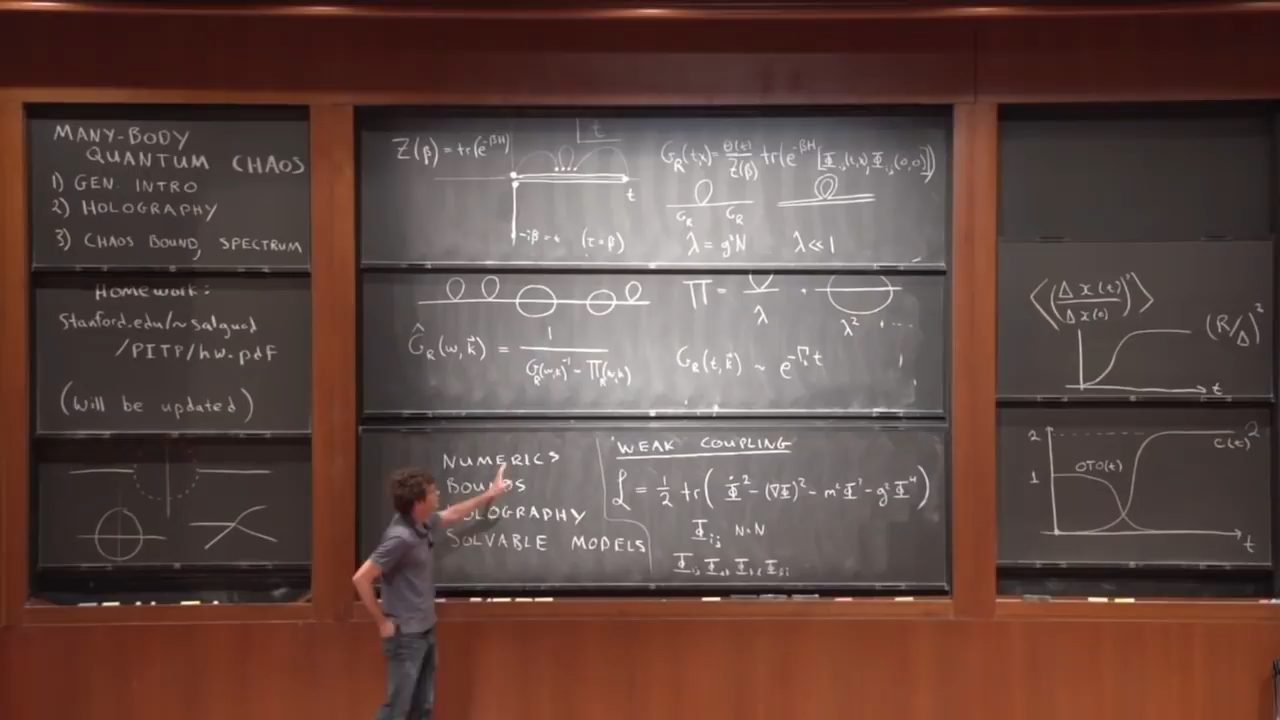 MANY-BODY
QUANTUM CHAOS
1) GEN. INTRO
2) HOLOGRAPHY
3) CHAOS BOUND, SPECTRUM
Homework:
Stanford.edu/~salguod
/PITP/hw.pdf
(Will be updated)
Z(β) = tr(e^{-βH})
t
t
-iβ (τ=β)
G_R(t,x) = θ(t)/Z(β) tr(e^{-βH}[Φ_ij(t,x), Φ_ij(0,0)])
G_R G_R
λ = g²N λ ≪ 1
Π = + ...
λ λ²
Ĝ_R(ω,k⃗) = 1/(G_R(ω,k)^{-1} - Π_R(ω,k))
G_R(t,k⃗) ~ e^{-Γt}
NUMERICS
BOUNDS
HOLOGRAPHY
SOLVABLE MODELS
'WEAK' COUPLING
ℒ = 1/2 tr(Φ̇² - (∇Φ)² - m²Φ² - g²Φ⁴)
Φ_ij N×N
⟨(Δx(t)/Δx(0))²⟩
(R/Δ)²
t
2
1
OTO(t)
C(t)
2
t